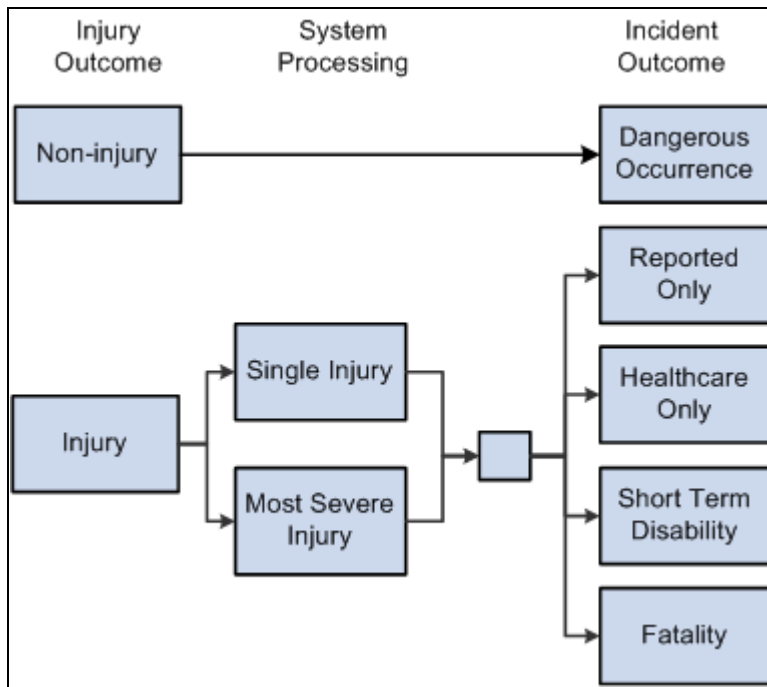 Injury
Outcome
System
Processing
Incident
Outcome
Non-injury
Dangerous
Occurrence
Reported
Only
Single Injury
Healthcare
Only
Injury
Most Severe
Injury
Short Term
Disability
Fatality